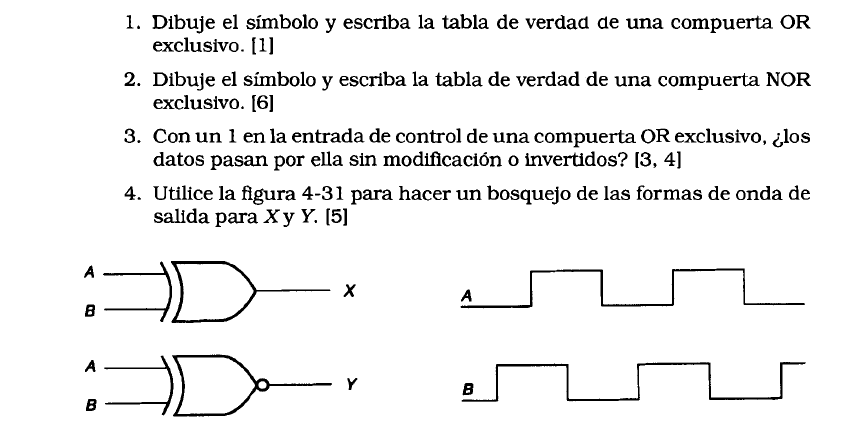 1. Dibuje el símbolo y escriba la tabla de verdad de una compuerta OR
exclusivo. [1]
2. Dibuje el símbolo y escriba la tabla de verdad de una compuerta NOR
exclusivo. [6]
3. Con un 1 en la entrada de control de una compuerta OR exclusivo, ¿los
datos pasan por ella sin modificación o invertidos? [3, 4]
4. Utilice la figura 4-31 para hacer un bosquejo de las formas de onda de
salida para X y Y. [5]
A
B
X
A
A
B
Y
B